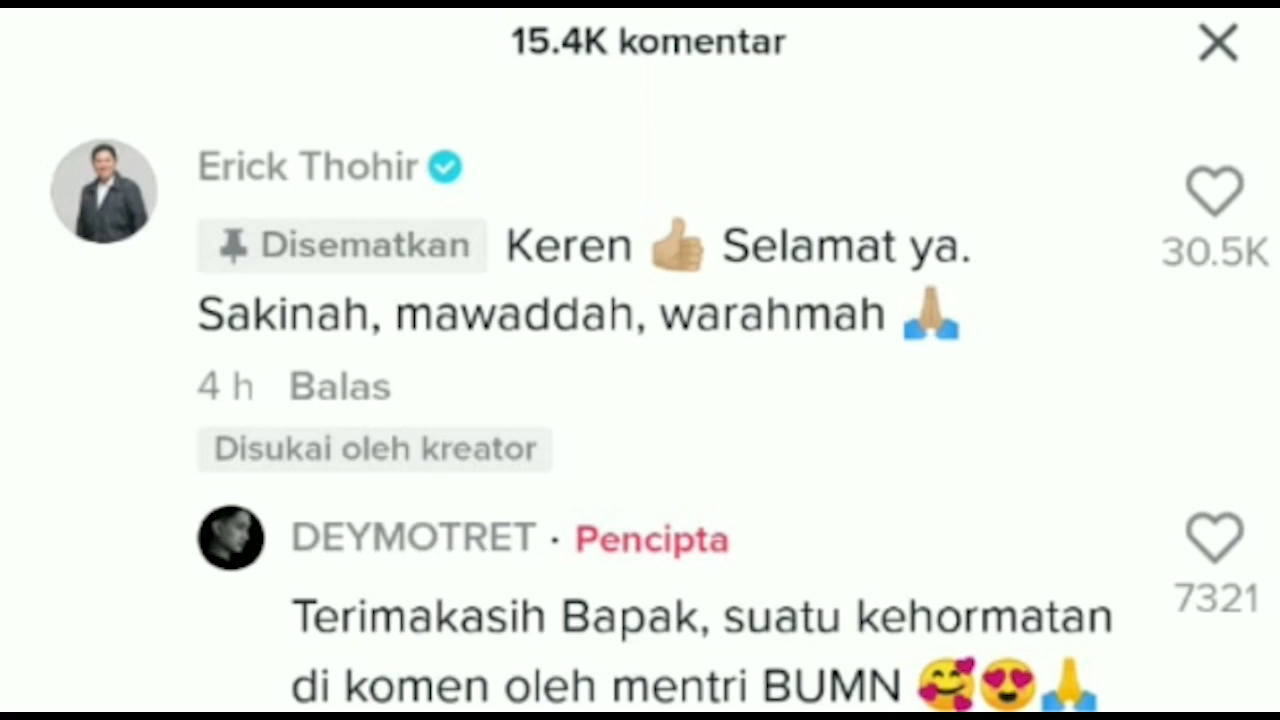 15.4K komentar
Erick Thohir
Disematkan Keren 👍🏼 Selamat ya.
30.5K
Sakinah, mawaddah, warahmah 🙏🏼
4 h Balas
Disukai oleh kreator
DEYMOTRET · Pencipta
7321
Terimakasih Bapak, suatu kehormatan
di komen oleh mentri BUMN 🥰😍🙏